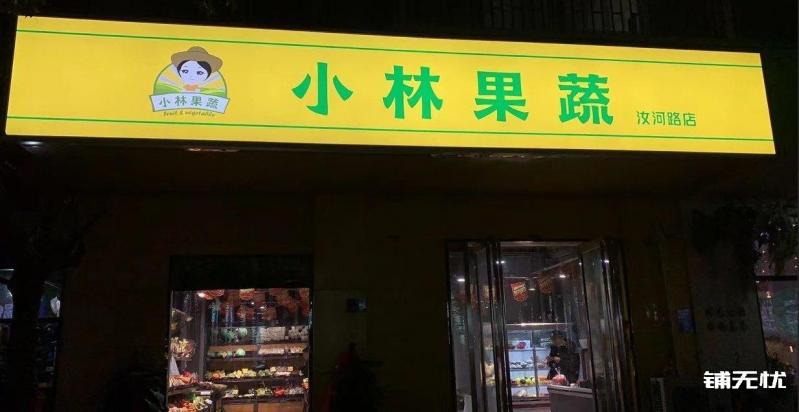 小林果蔬
fruit & vegetable
小林果蔬
汶河路店
铺无忧